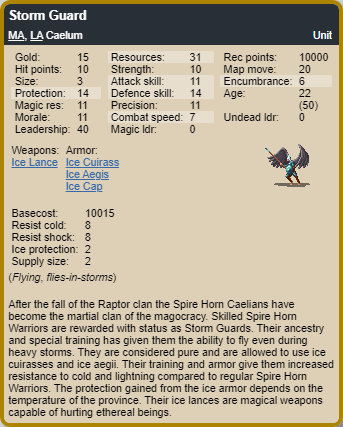 Storm Guard
MA, LA Caelum Unit
Gold: 15 Resources: 31 Rec points: 10000
Hit points: 10 Strength: 10 Map move: 20
Size: 3 Attack skill: 11 Encumbrance: 6
Protection: 14 Defence skill: 14 Age: 22
Magic res: 11 Precision: 11 (50)
Morale: 11 Combat speed: 7 Undead ldr: 0
Leadership: 40 Magic ldr: 0
Weapons: Armor:
Ice Lance Ice Cuirass
Ice Aegis
Ice Cap
Basecost: 10015
Resist cold: 8
Resist shock: 8
Ice protection: 2
Supply size: 2
(Flying, flies-in-storms)
After the fall of the Raptor clan the Spire Horn Caelians have
become the martial clan of the magocracy. Skilled Spire Horn
Warriors are rewarded with status as Storm Guards. Their ancestry
and special training has given them the ability to fly even during
heavy storms. They are considered pure and are allowed to use ice
cuirasses and ice aegii. Their training and armor give them increased
resistance to cold and lightning compared to regular Spire Horn
Warriors. The protection gained from the ice armor depends on the
temperature of the province. Their ice lances are magical weapons
capable of hurting ethereal beings.